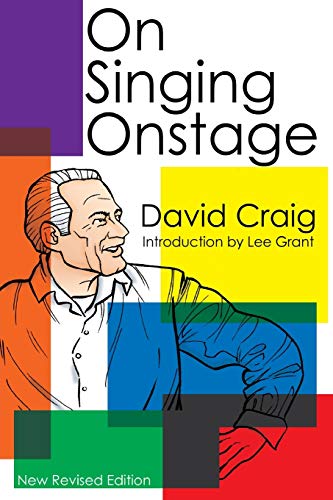 On
Singing
Onstage
David Craig
Introduction by Lee Grant
New Revised Edition